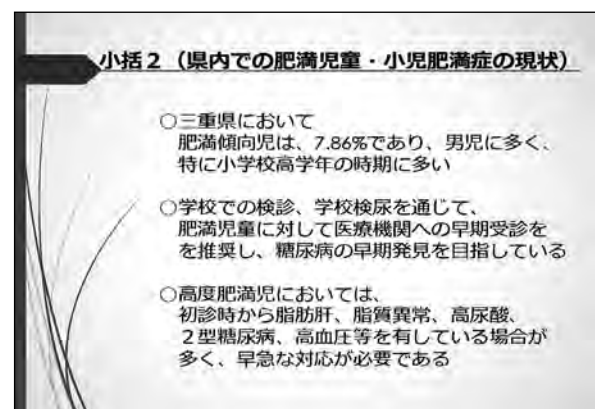 小括２（県内での肥満児童・小児肥満症の現状）
○三重県において
肥満傾向児は、7.86%であり、男児に多く、
特に小学校高学年の時期に多い
○学校での検診、学校検尿を通じて、
肥満児童に対して医療機関への早期受診を
を推奨し、糖尿病の早期発見を目指している
○高度肥満児においては、
初診時から脂肪肝、脂質異常、高尿酸、
２型糖尿病、高血圧等を有している場合が
多く、早急な対応が必要である